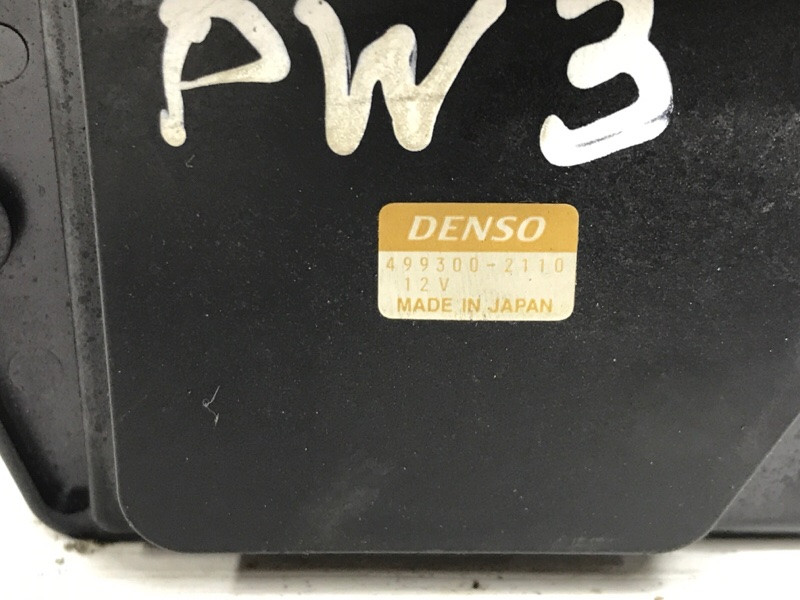 PW3
DENSO
499300-2110
12V
MADE IN JAPAN